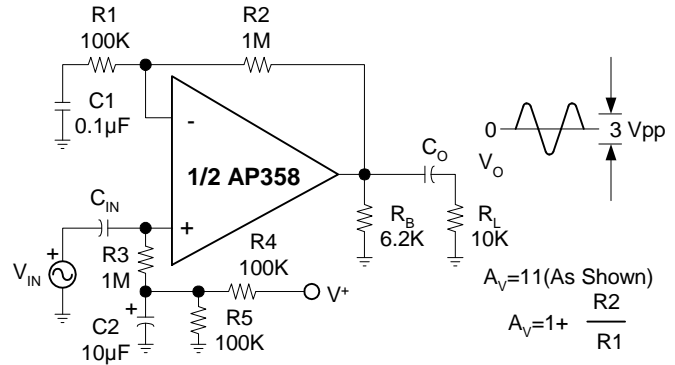 R1
100K
R2
1M
C1
0.1µF
-
1/2 AP358
+
0
V_O
3 Vpp
C_O
C_IN
R_B
6.2K
R_L
10K
+
V_IN
R3
1M
R4
100K
V+
+
C2
10µF
R5
100K
A_V=11(As Shown)
A_V=1+ R2
R1